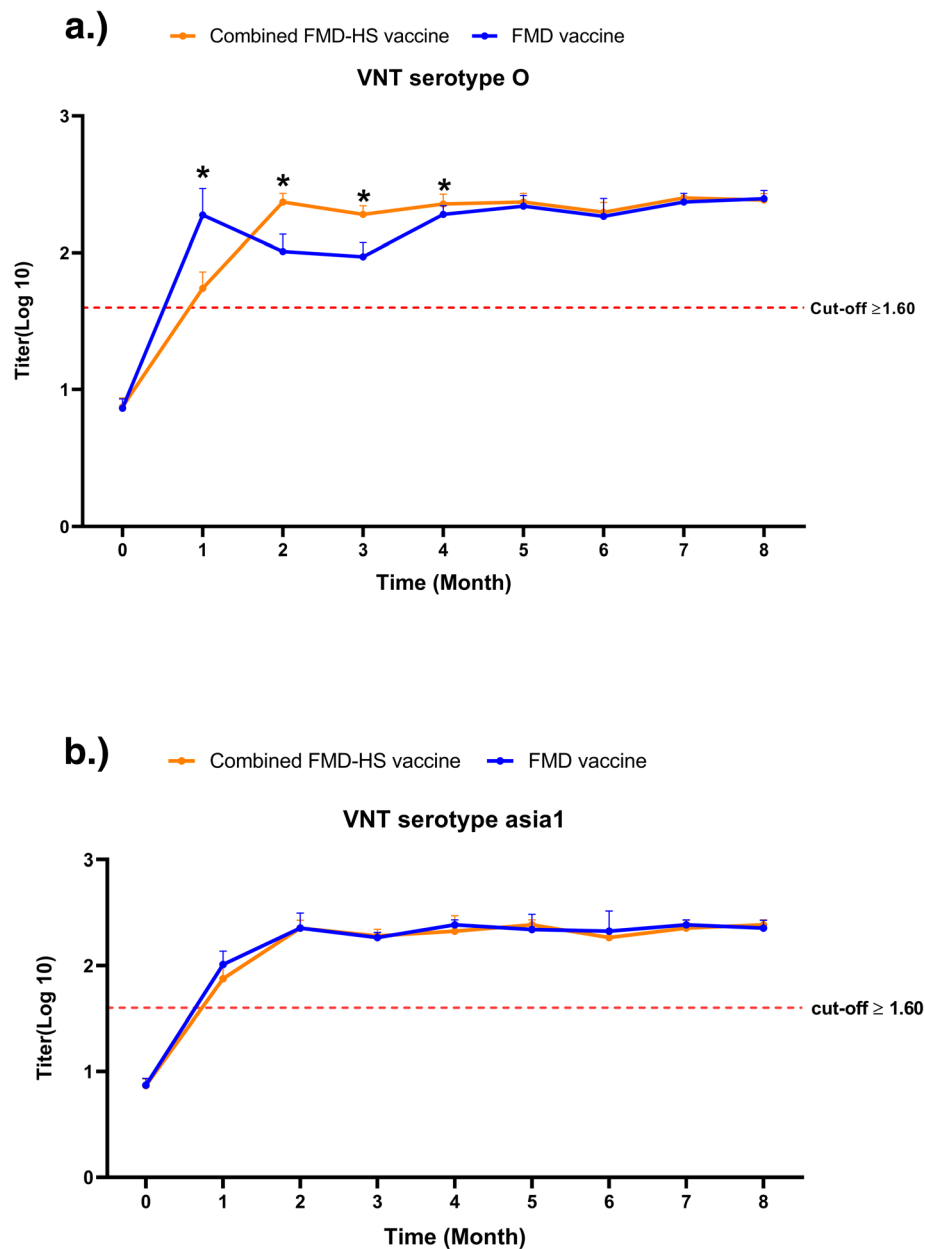 a.)
Combined FMD-HS vaccine FMD vaccine
VNT serotype O
3
* * * *
2
Cut-off ≥1.60
Titer(Log 10)
1
0
0 1 2 3 4 5 6 7 8
Time (Month)
b.)
Combined FMD-HS vaccine FMD vaccine
VNT serotype asia1
3
2
cut-off ≥ 1.60
Titer(Log 10)
1
0
0 1 2 3 4 5 6 7 8
Time (Month)